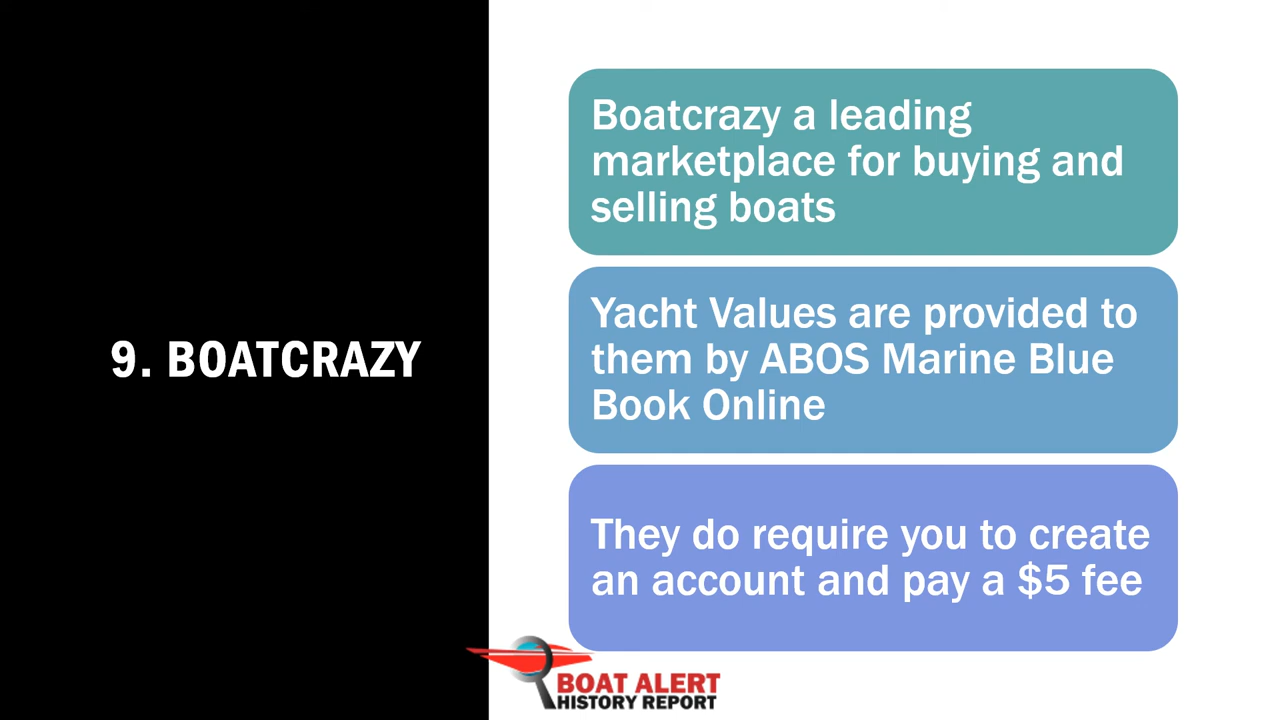 9. BOATCRAZY
Boatcrazy a leading
marketplace for buying and
selling boats
Yacht Values are provided to
them by ABOS Marine Blue
Book Online
They do require you to create
an account and pay a $5 fee
BOAT ALERT
HISTORY REPORT